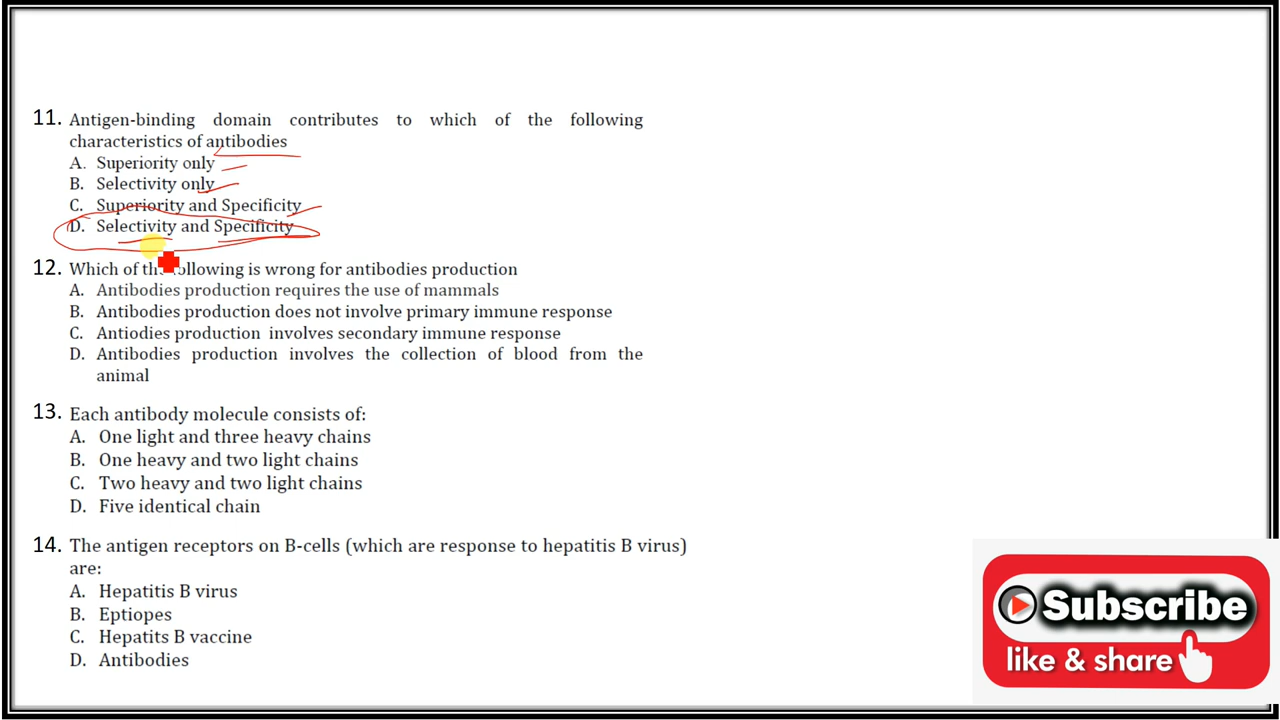 11. Antigen-binding domain contributes to which of the following
characteristics of antibodies
A. Superiority only
B. Selectivity only
C. Superiority and Specificity
D. Selectivity and Specificity
12. Which of the following is wrong for antibodies production
A. Antibodies production requires the use of mammals
B. Antibodies production does not involve primary immune response
C. Antiodies production involves secondary immune response
D. Antibodies production involves the collection of blood from the
animal
13. Each antibody molecule consists of:
A. One light and three heavy chains
B. One heavy and two light chains
C. Two heavy and two light chains
D. Five identical chain
14. The antigen receptors on B-cells (which are response to hepatitis B virus)
are:
A. Hepatitis B virus
B. Eptiopes
C. Hepatits B vaccine
D. Antibodies
Subscribe
like & share